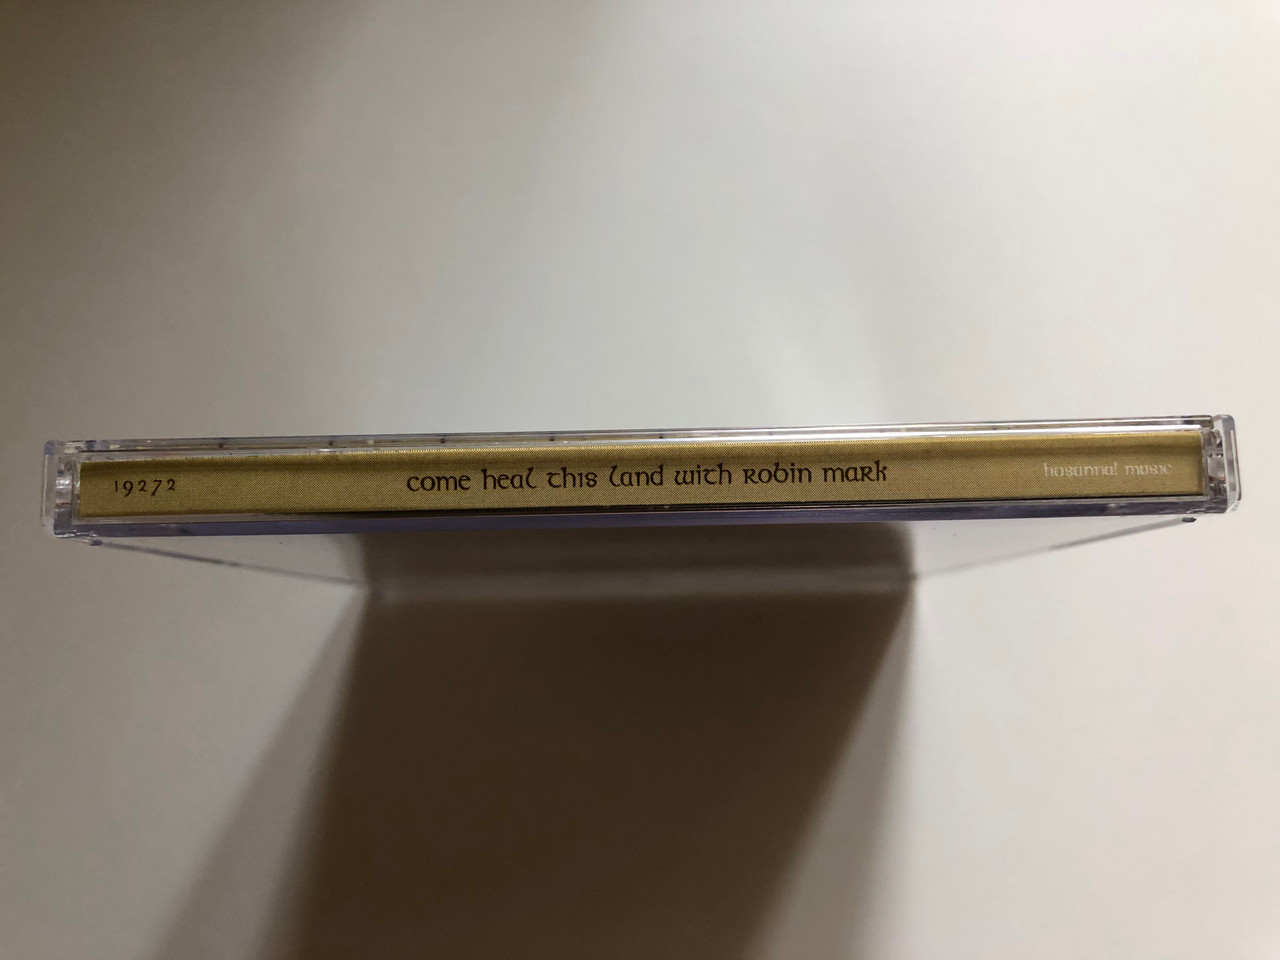 19272 come heal this land with Robin mark hosanna! music